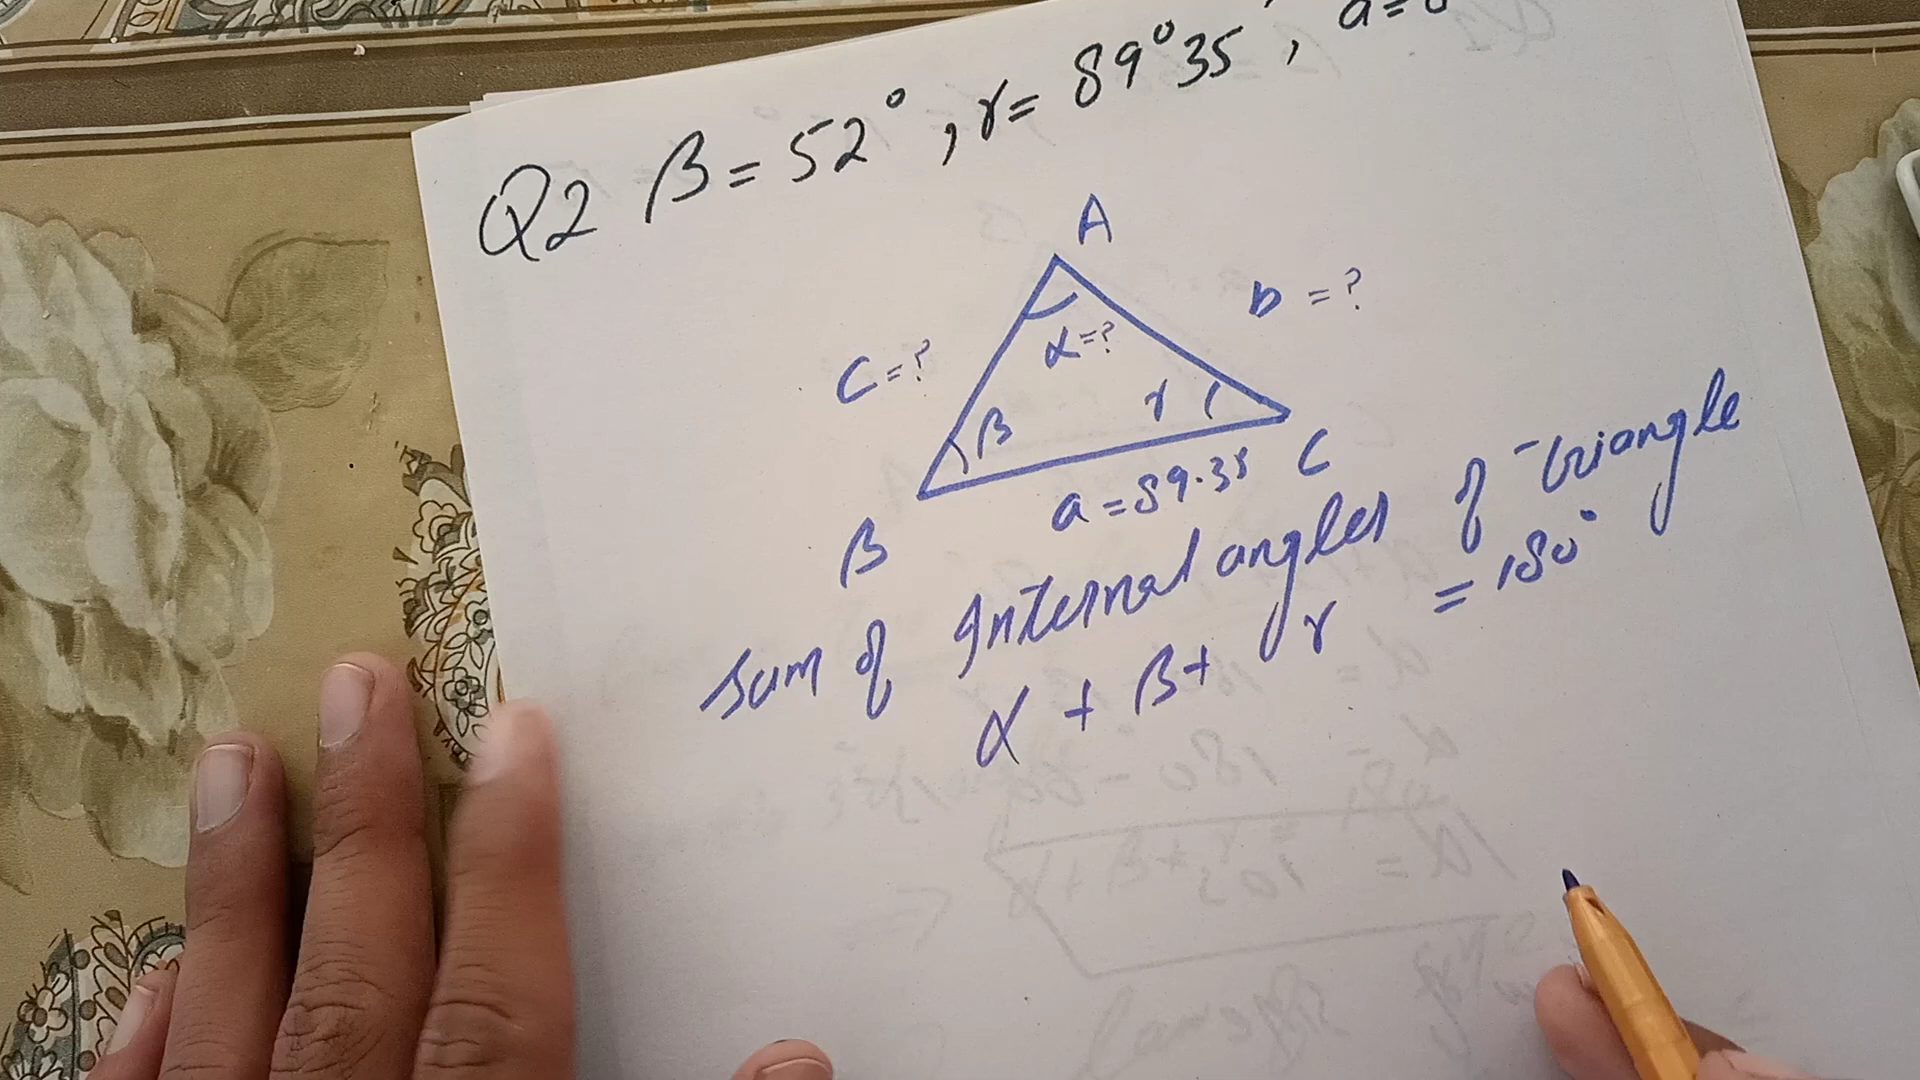 Q2 β = 52°, γ = 89°35', a =
A
b = ?
c = ?
α = ?
β
γ
B
a = 89.35
C
Sum of Internal angles of triangle
α + β + γ = 180°